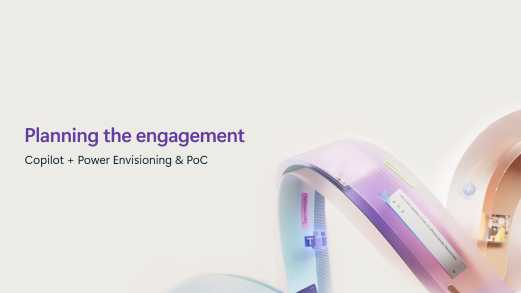 Planning the engagement
Copilot + Power Envisioning & PoC